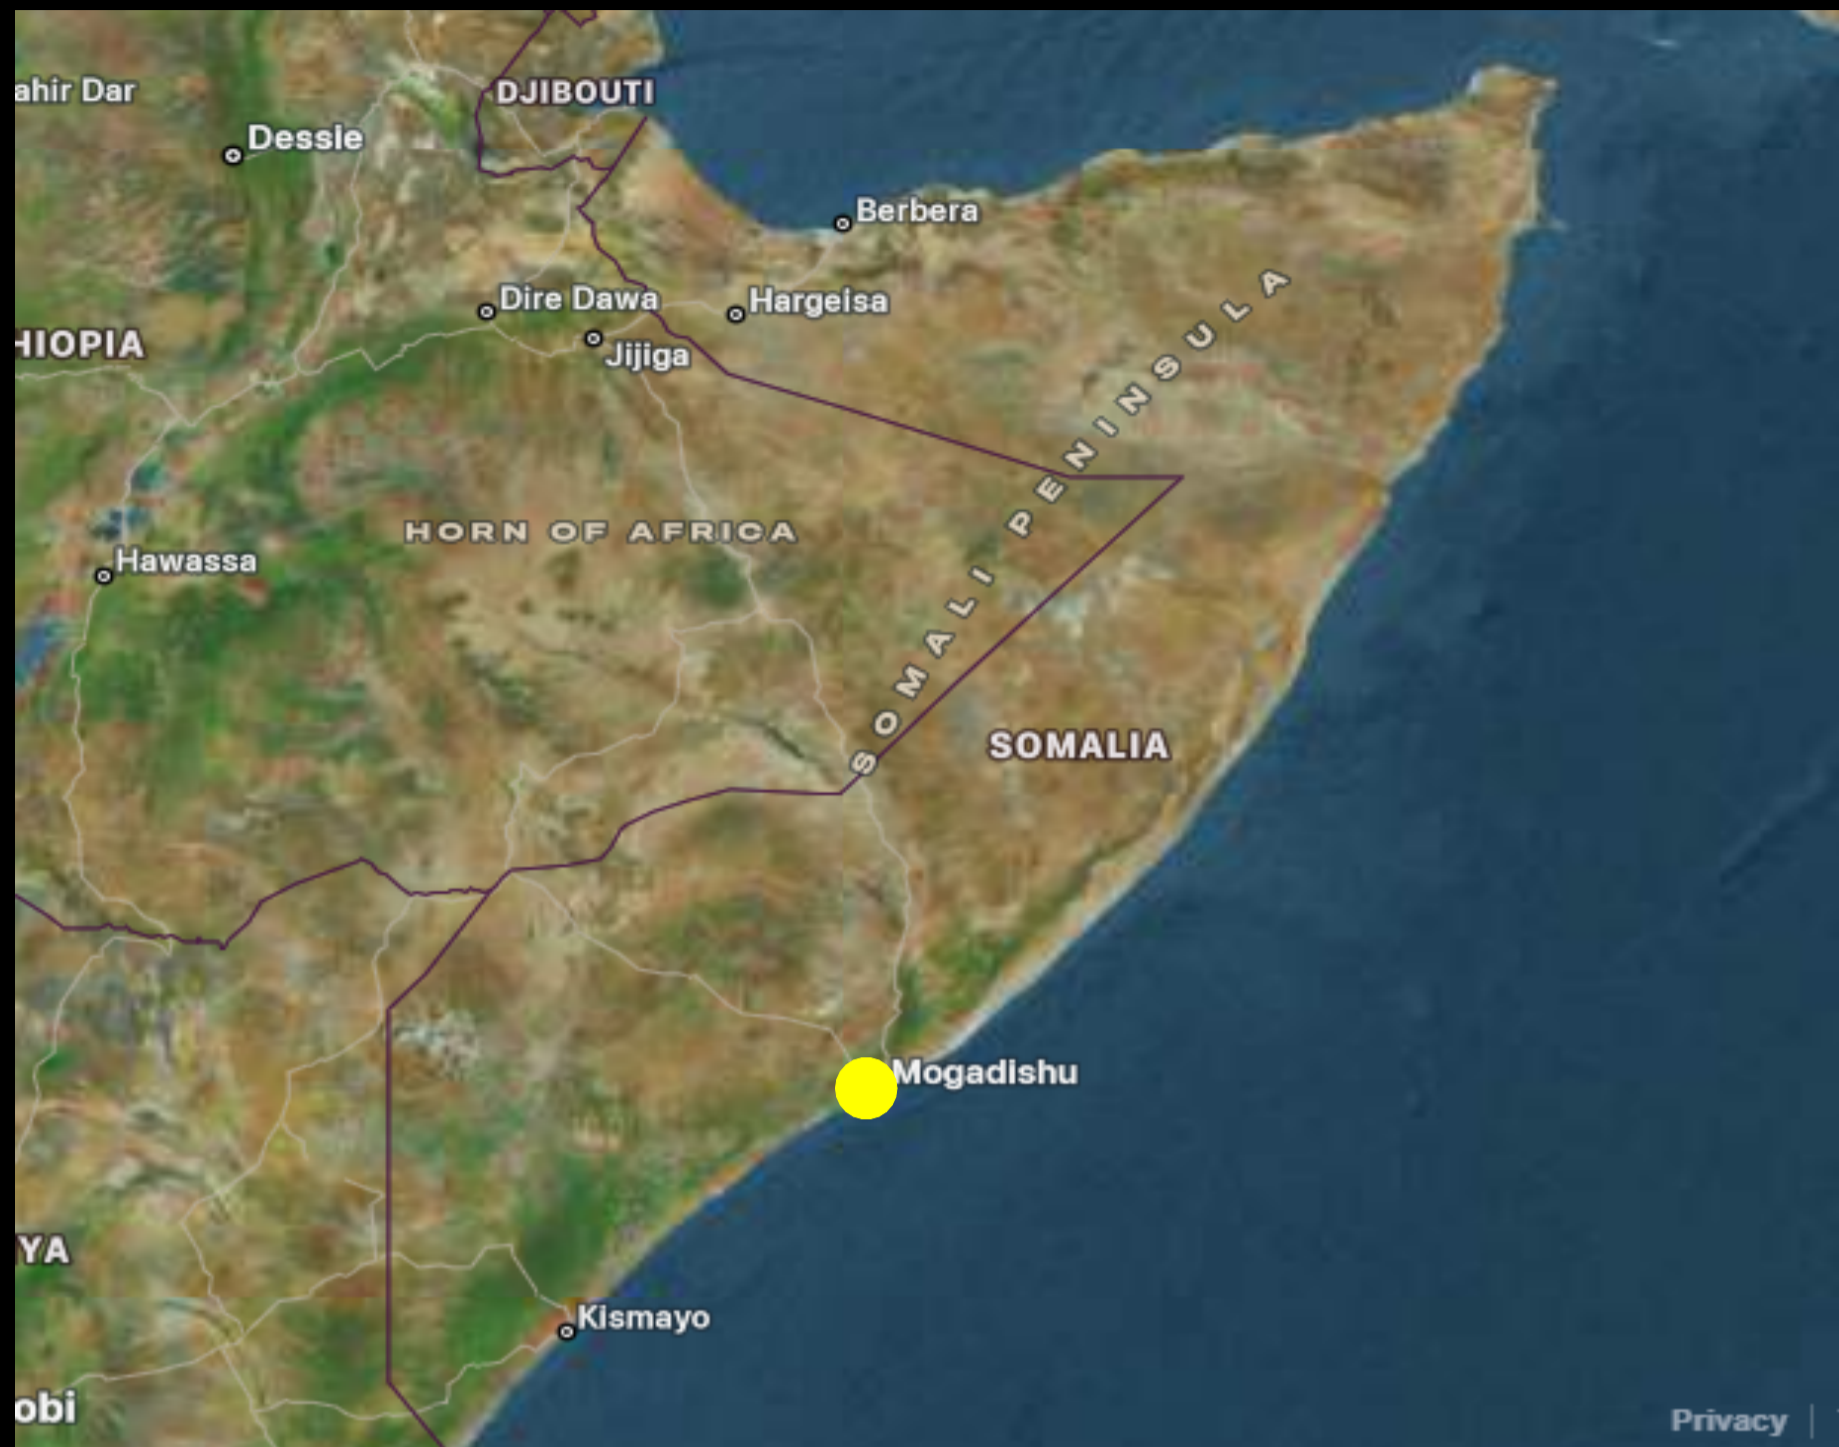 ahir Dar
DJIBOUTI
Dessie
Berbera
Dire Dawa
Hargeisa
HIOPIA
Jijiga
SOMALI PENINSULA
HORN OF AFRICA
Hawassa
SOMALIA
Mogadishu
YA
Kismayo
obi
Privacy